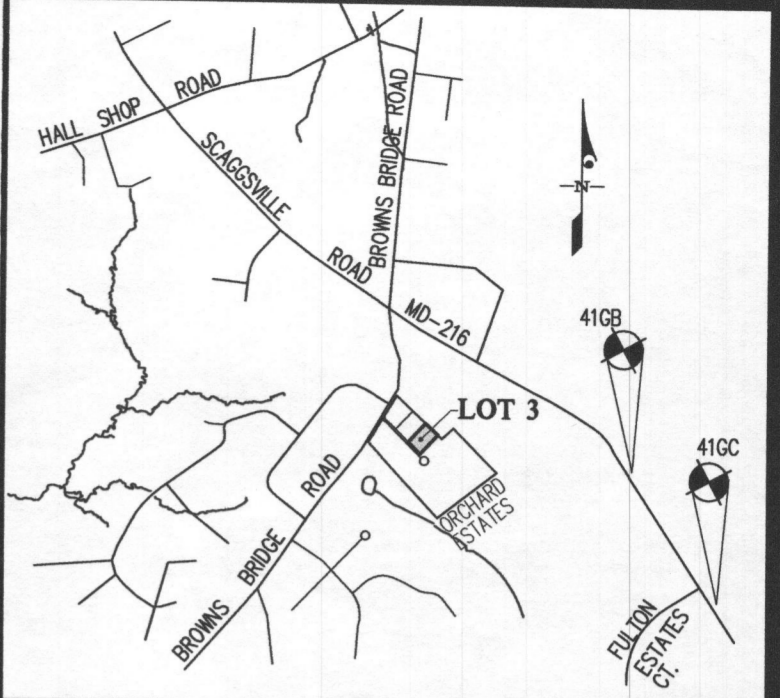 HALL SHOP ROAD
SCAGGSVILLE ROAD MD-216
BROWNS BRIDGE ROAD
N
41GB
41GC
LOT 3
ORCHARD
ESTATES
BROWNS BRIDGE ROAD
FULTON
ESTATES
CT.